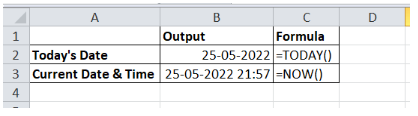 A B C D
1 Output Formula
2 Today's Date 25-05-2022 =TODAY()
3 Current Date & Time 25-05-2022 21:57 =NOW()
4